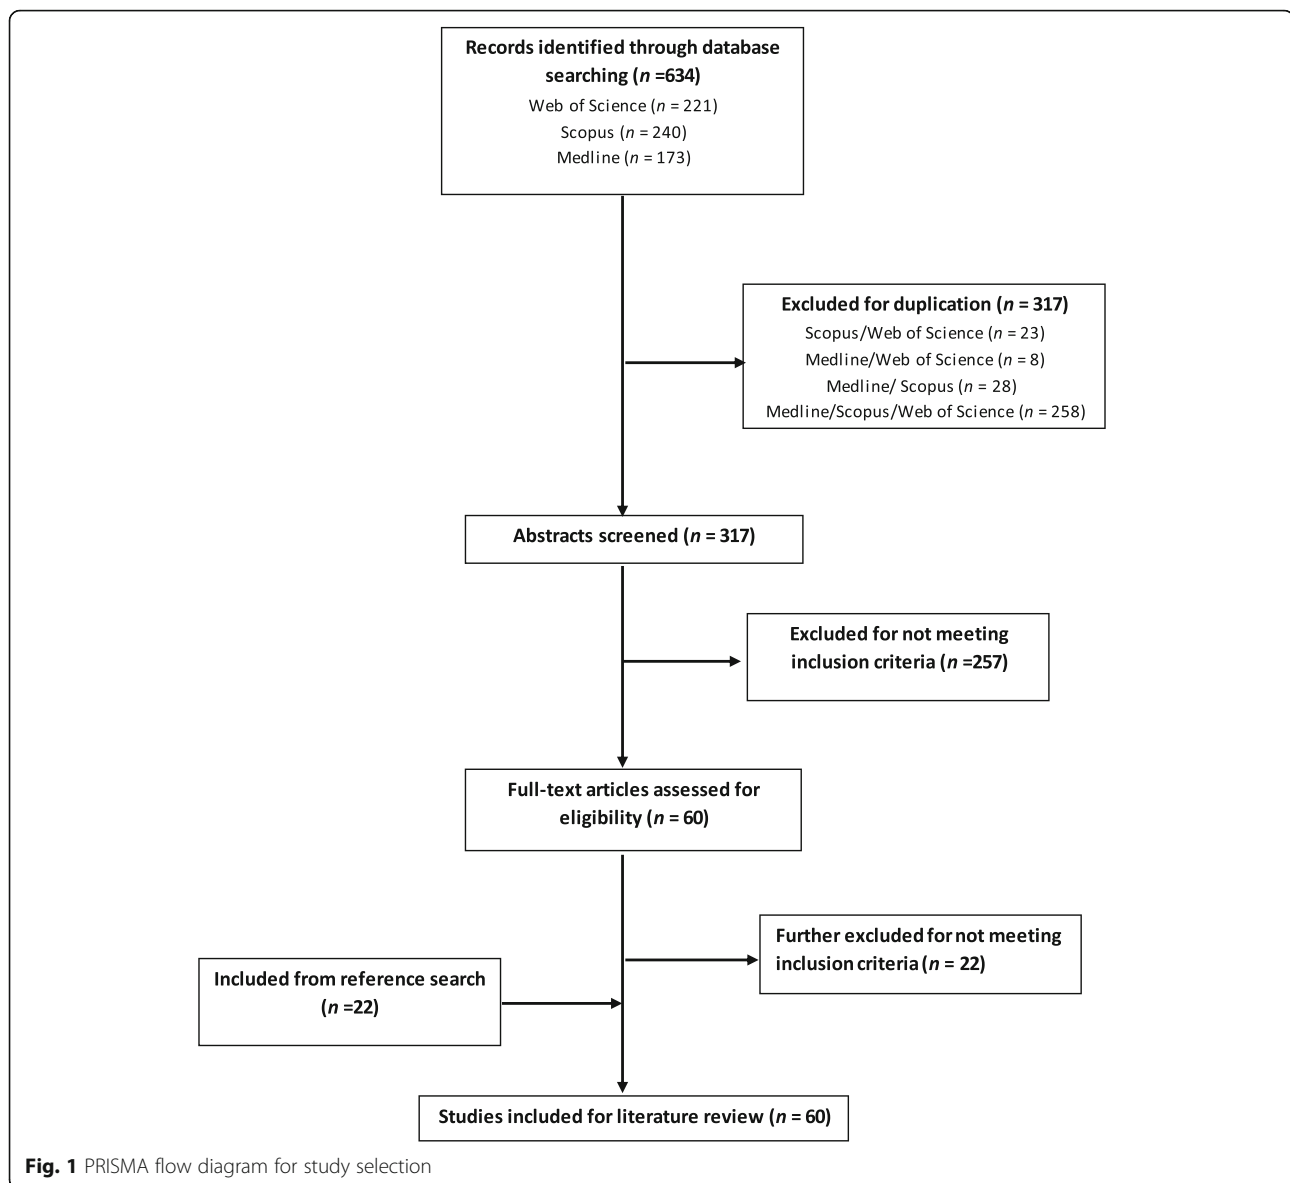 Records identified through database
searching (n =634)
Web of Science (n = 221)
Scopus (n = 240)
Medline (n = 173)
Excluded for duplication (n = 317)
Scopus/Web of Science (n = 23)
Medline/Web of Science (n = 8)
Medline/ Scopus (n = 28)
Medline/Scopus/Web of Science (n = 258)
Abstracts screened (n = 317)
Excluded for not meeting
inclusion criteria (n =257)
Full-text articles assessed for
eligibility (n = 60)
Further excluded for not meeting
inclusion criteria (n = 22)
Included from reference search
(n =22)
Studies included for literature review (n = 60)
Fig. 1 PRISMA flow diagram for study selection